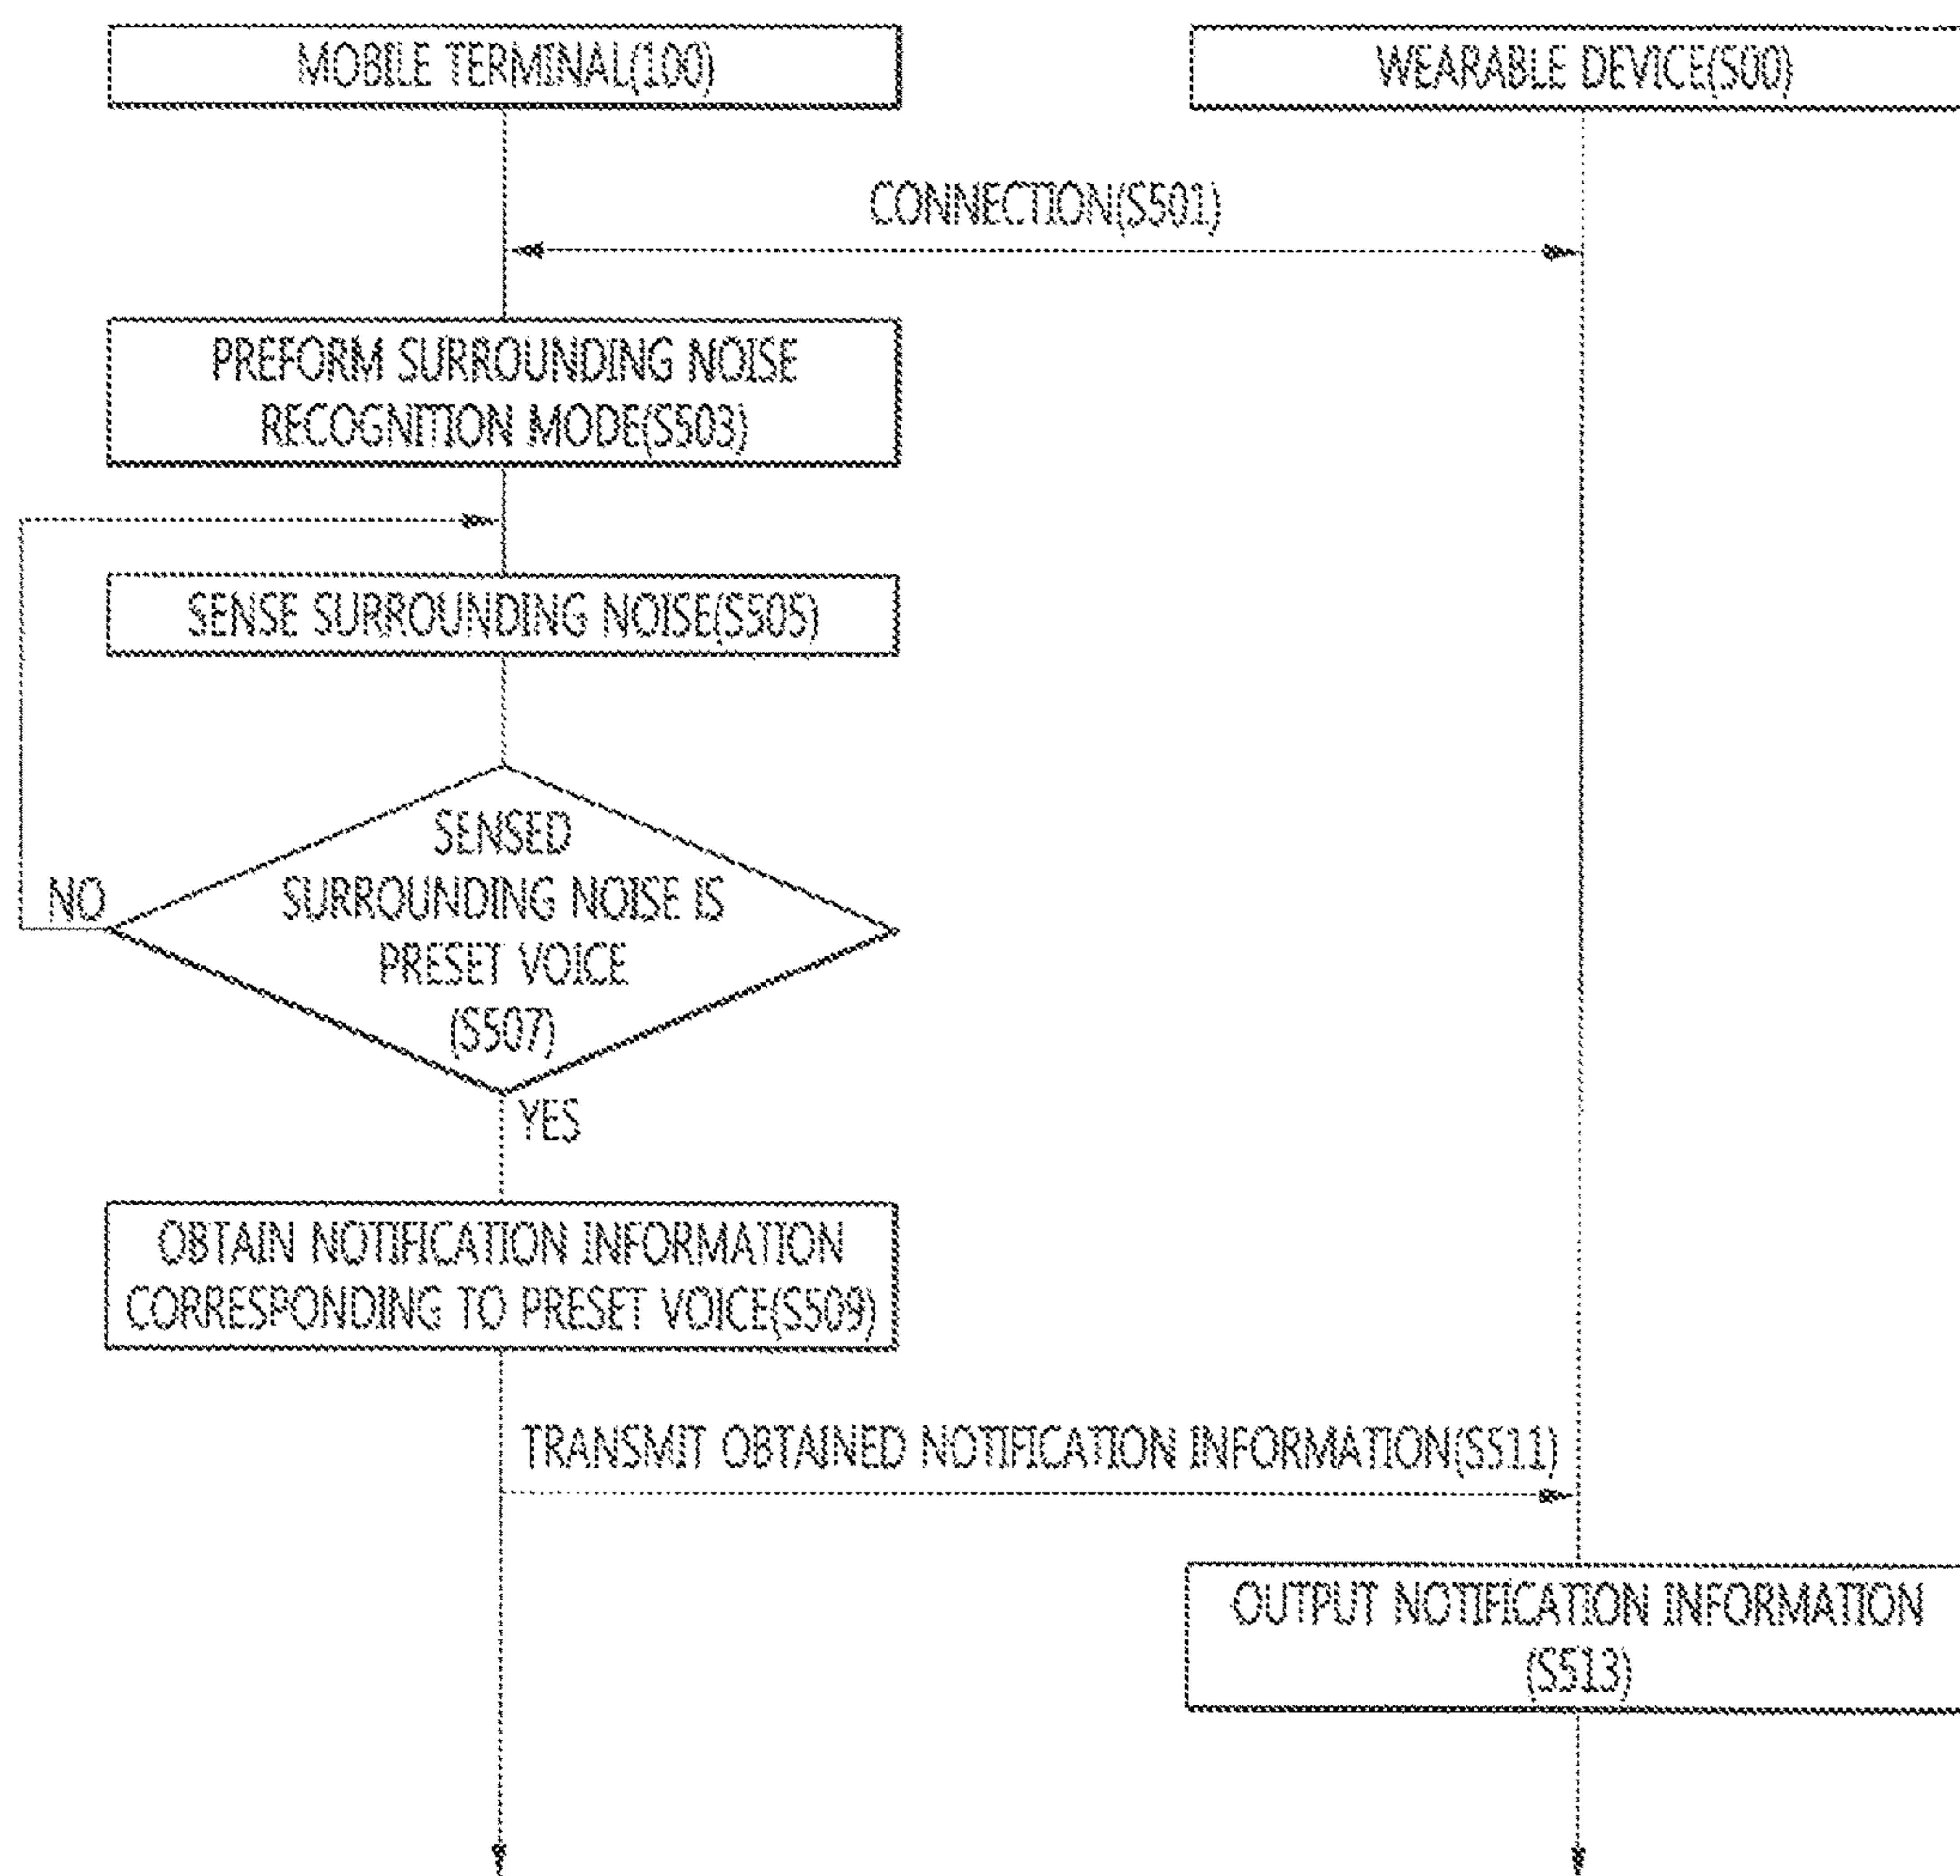 MOBILE TERMINAL(100)
WEARABLE DEVICE(500)
CONNECTION(S501)
PREFORM SURROUNDING NOISE
RECOGNITION MODE(S503)
SENSE SURROUNDING NOISE(S505)
SENSED
SURROUNDING NOISE IS
PRESET VOICE
(S507)
NO
YES
OBTAIN NOTIFICATION INFORMATION
CORRESPONDING TO PRESET VOICE(S509)
TRANSMIT OBTAINED NOTIFICATION INFORMATION(S511)
OUTPUT NOTIFICATION INFORMATION
(S513)